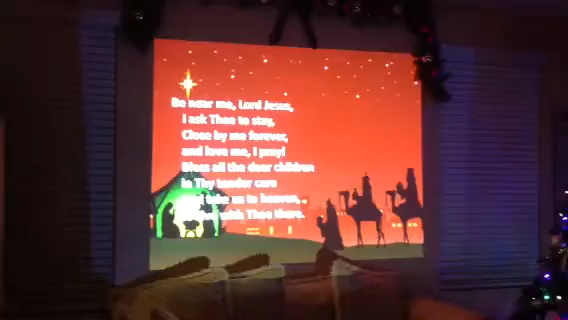 Be near me, Lord Jesus,
I ask Thee to stay,
Close by me forever,
and love me, I pray!
Bless all the dear children
in Thy tender care
take us to heaven,
with Thee there.